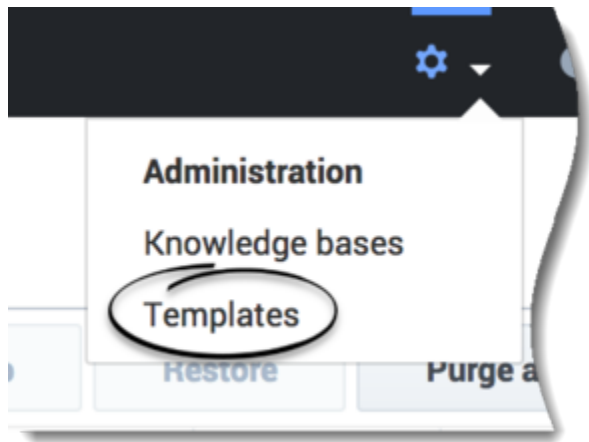 Administration
Knowledge bases
Templates
Restore
Purge a